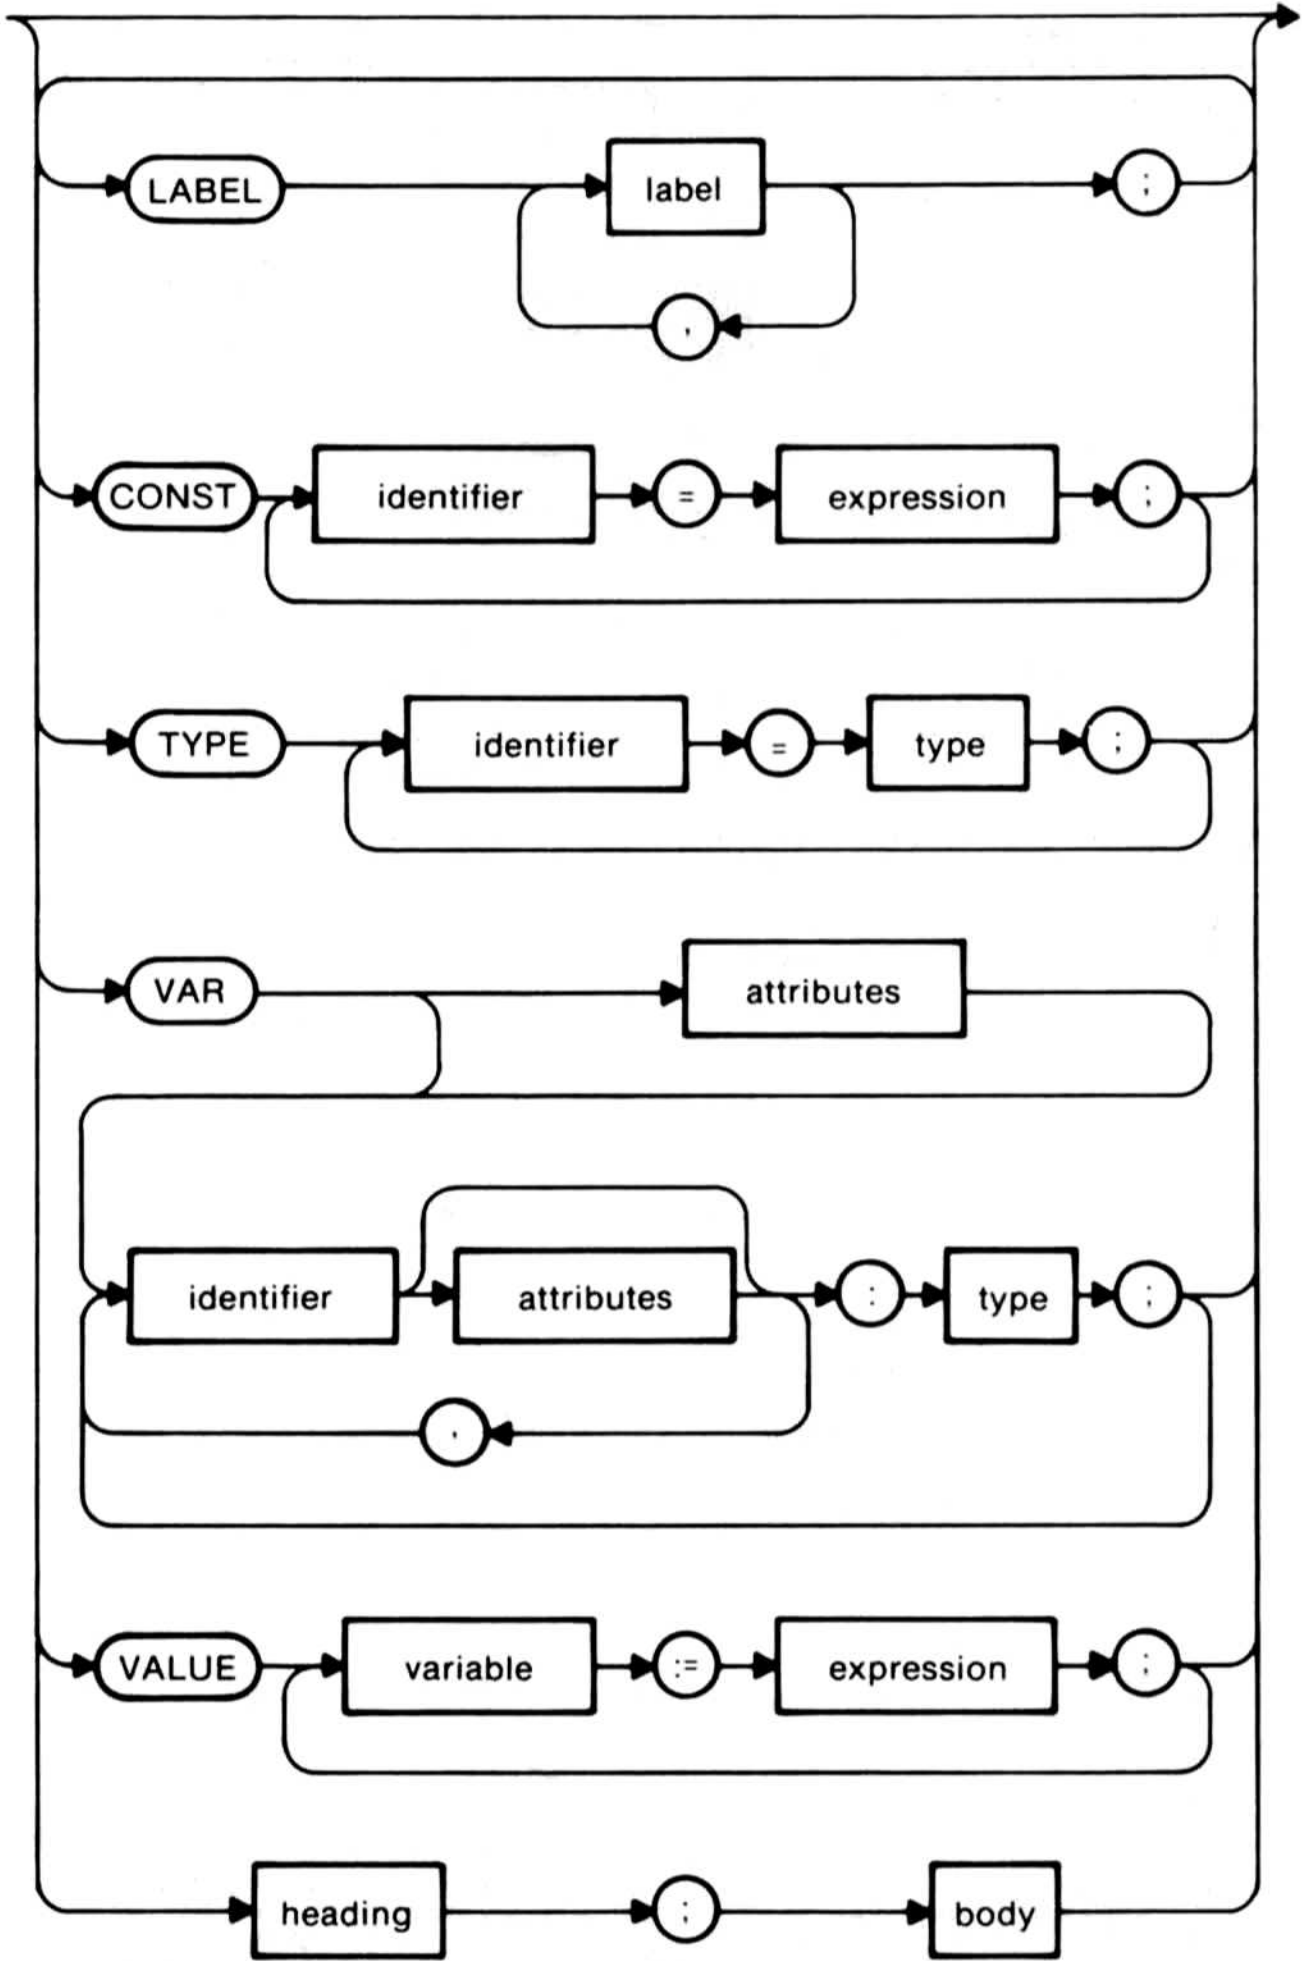 LABEL label ;
,
CONST identifier = expression ;
TYPE identifier = type ;
VAR attributes
identifier attributes : type ;
,
VALUE variable := expression ;
heading ; body